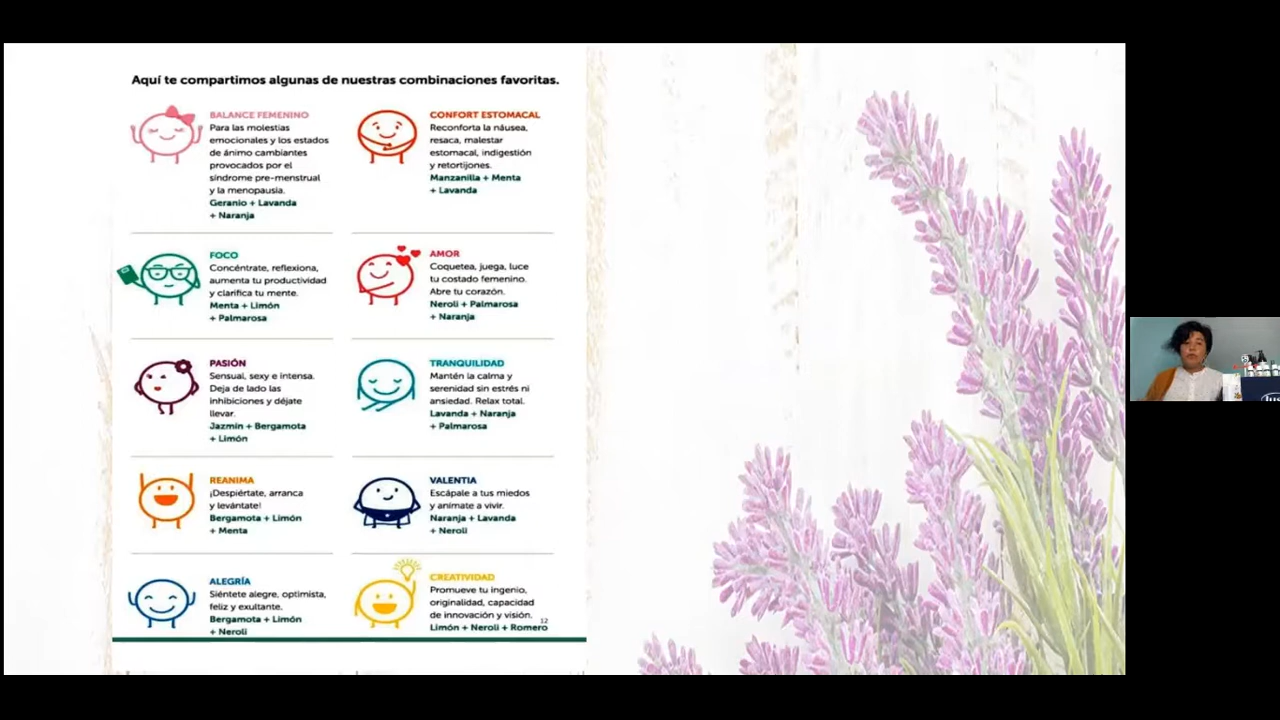 Aquí te compartimos algunas de nuestras combinaciones favoritas.
BALANCE FEMENINO
Para las molestias
emocionales y los estados
de ánimo cambiantes
provocados por el
síndrome pre-menstrual
y la menopausia.
Geranio + Lavanda
+ Naranja
CONFORT ESTOMACAL
Reconforta la náusea,
resaca, malestar
estomacal, indigestión
y retortijones.
Manzanilla + Menta
+ Lavanda
FOCO
Concéntrate, reflexiona,
aumenta tu productividad
y clarifica tu mente.
Menta + Limón
+ Palmarosa
AMOR
Coquetea, juega, luce
tu costado femenino.
Abre tu corazón.
Neroli + Palmarosa
+ Naranja
PASIÓN
Sensual, sexy e intensa.
Deja de lado las
inhibiciones y déjate
llevar.
Jazmín + Bergamota
+ Limón
TRANQUILIDAD
Mantén la calma y
serenidad sin estrés ni
ansiedad. Relax total.
Lavanda + Naranja
+ Palmarosa
REANIMA
¡Despiértate, arranca
y levántate!
Bergamota + Limón
+ Menta
VALENTIA
Escápale a tus miedos
y anímate a vivir.
Naranja + Lavanda
+ Neroli
ALEGRÍA
Siéntete alegre, optimista,
feliz y exultante.
Bergamota + Limón
+ Neroli
CREATIVIDAD
Promueve tu ingenio,
originalidad, capacidad
de innovación y visión.
Limón + Neroli + Romero
12